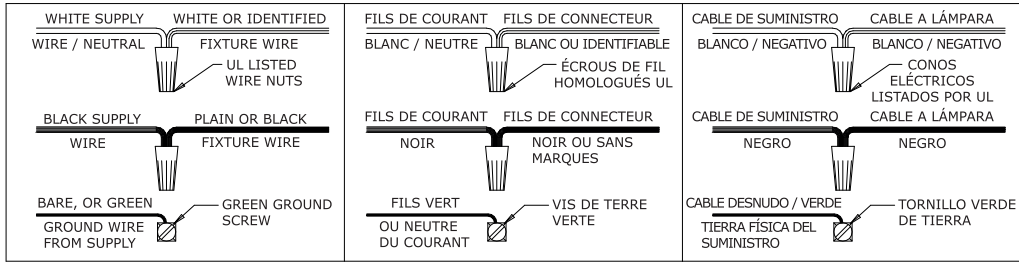 WHITE SUPPLY
WHITE OR IDENTIFIED
WIRE / NEUTRAL
FIXTURE WIRE
UL LISTED
WIRE NUTS
BLACK SUPPLY
PLAIN OR BLACK
WIRE
FIXTURE WIRE
BARE, OR GREEN
GROUND WIRE
FROM SUPPLY
GREEN GROUND
SCREW
FILS DE COURANT
FILS DE CONNECTEUR
BLANC / NEUTRE
BLANC OU IDENTIFIABLE
ÉCROUS DE FIL
HOMOLOGUÉS UL
FILS DE COURANT
FILS DE CONNECTEUR
NOIR
NOIR OU SANS
MARQUES
FILS VERT
OU NEUTRE
DU COURANT
VIS DE TERRE
VERTE
CABLE DE SUMINISTRO
CABLE A LÁMPARA
BLANCO / NEGATIVO
BLANCO / NEGATIVO
CONOS
ELÉCTRICOS
LISTADOS POR UL
CABLE DE SUMINISTRO
CABLE A LÁMPARA
NEGRO
NEGRO
CABLE DESNUDO / VERDE
TIERRA FÍSICA DEL
SUMINISTRO
TORNILLO VERDE
DE TIERRA